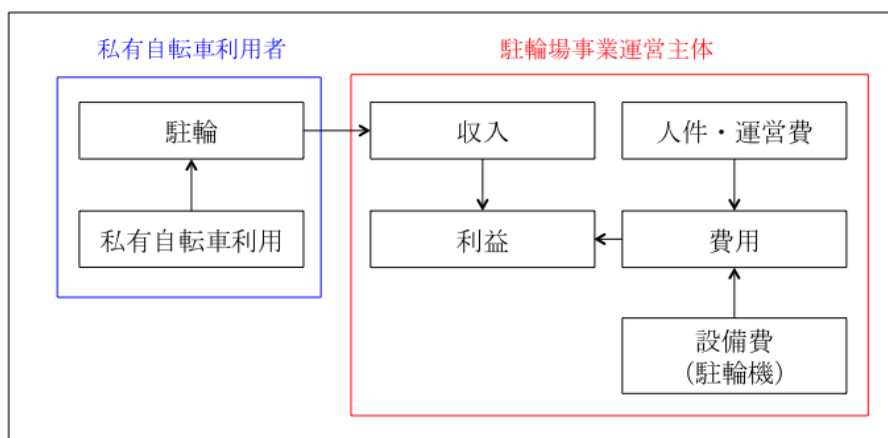 私有自転車利用者
駐輪場事業運営主体
駐輪
収入
人件・運営費
私有自転車利用
利益
費用
設備費
（駐輪機）